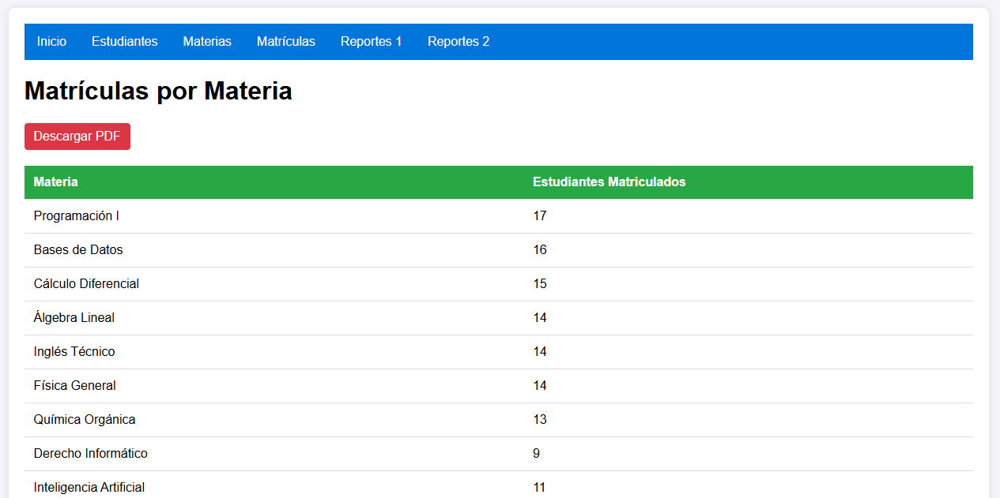 Inicio Estudiantes Materias Matrículas Reportes 1 Reportes 2
Matrículas por Materia
Descargar PDF
Materia Estudiantes Matriculados
Programación I 17
Bases de Datos 16
Cálculo Diferencial 15
Álgebra Lineal 14
Inglés Técnico 14
Física General 14
Química Orgánica 13
Derecho Informático 9
Inteligencia Artificial 11